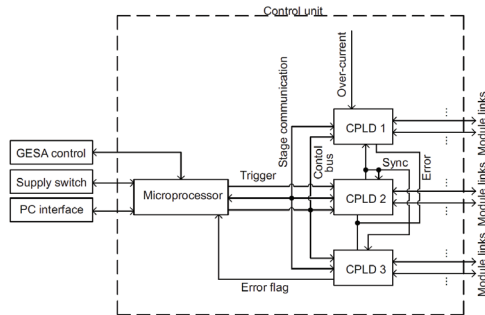 Control unit
Over-current
Stage communication
Contol
bus
CPLD 1
Sync
Error
Module links
GESA control
Supply switch
PC interface
Microprocessor
Trigger
CPLD 2
Module links
CPLD 3
Module links
Error flag
...
...
...
...
...
...